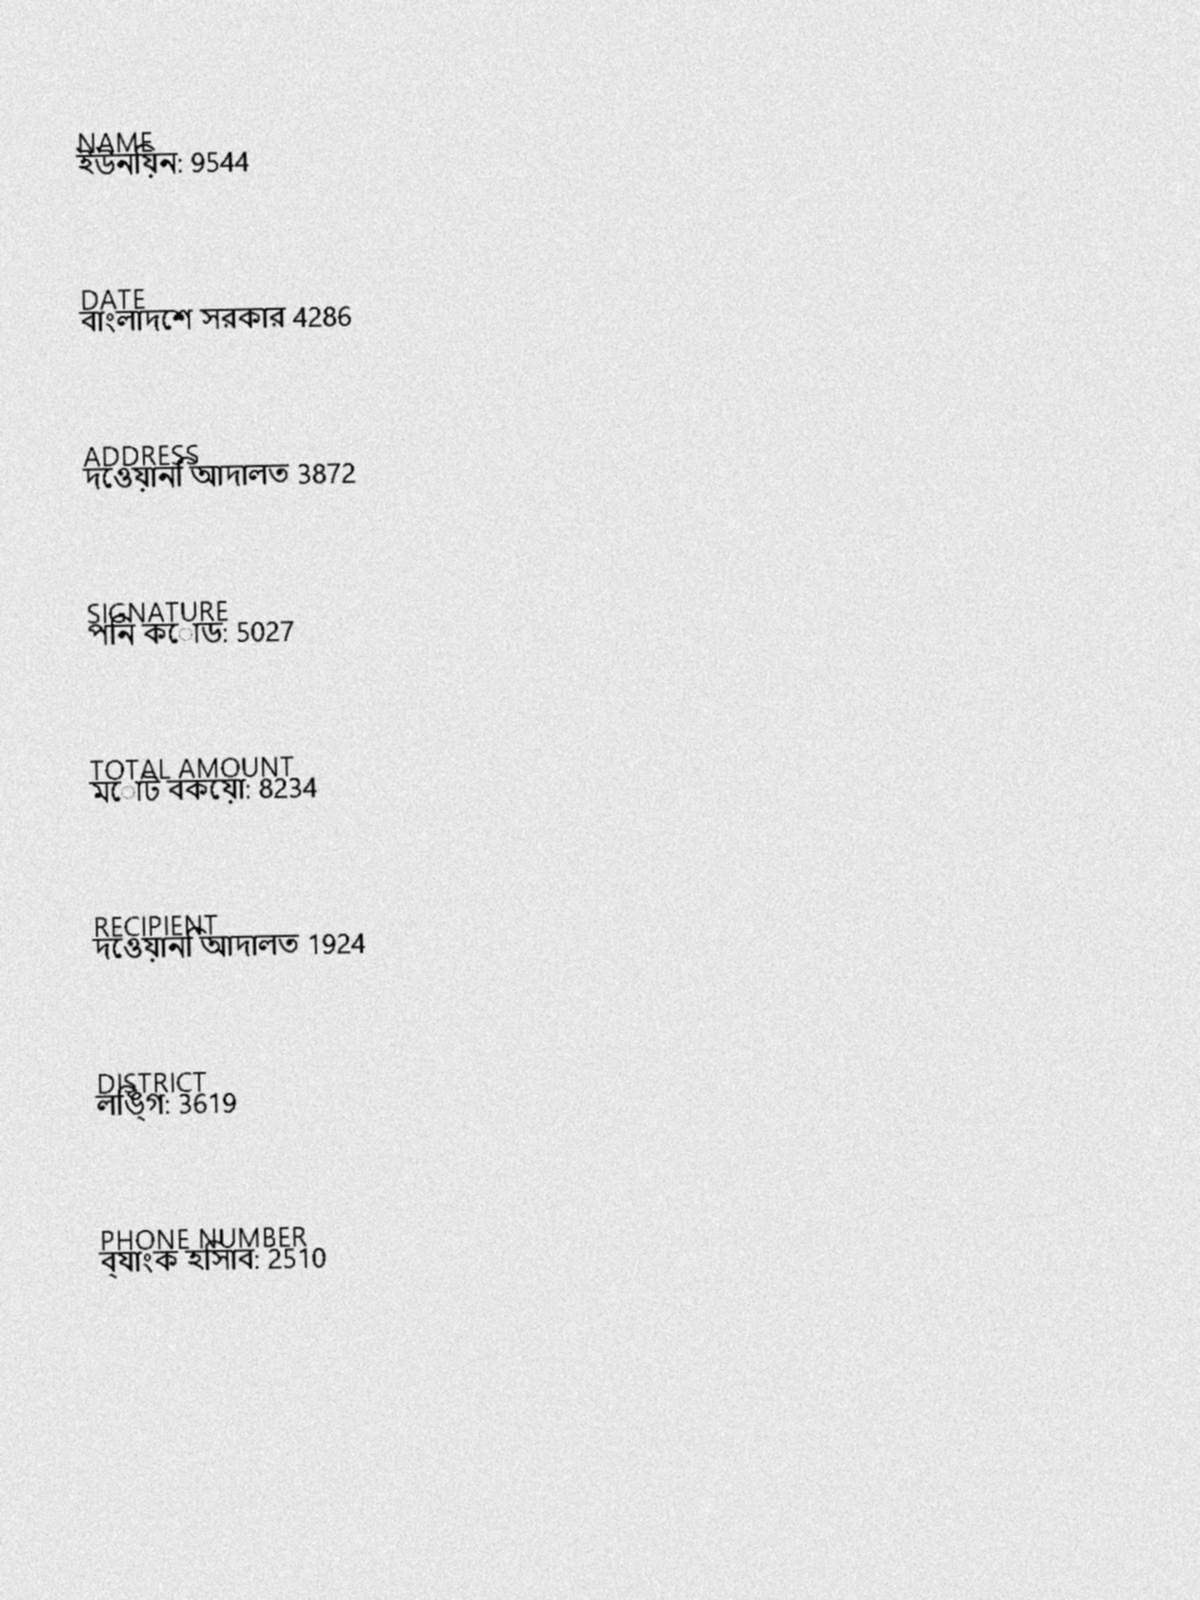 NAME
ইউনিয়ন: 9544
DATE
বাংলাদেশ সরকার 4286
ADDRESS
দেওয়ানি আদালত 3872
SIGNATURE
পিন কোড: 5027
TOTAL AMOUNT
মোট বকেয়া: 8234
RECIPIENT
দেওয়ানি আদালত 1924
DISTRICT
লিঙ্গ: 3619
PHONE NUMBER
ব্যাংক হিসাব: 2510